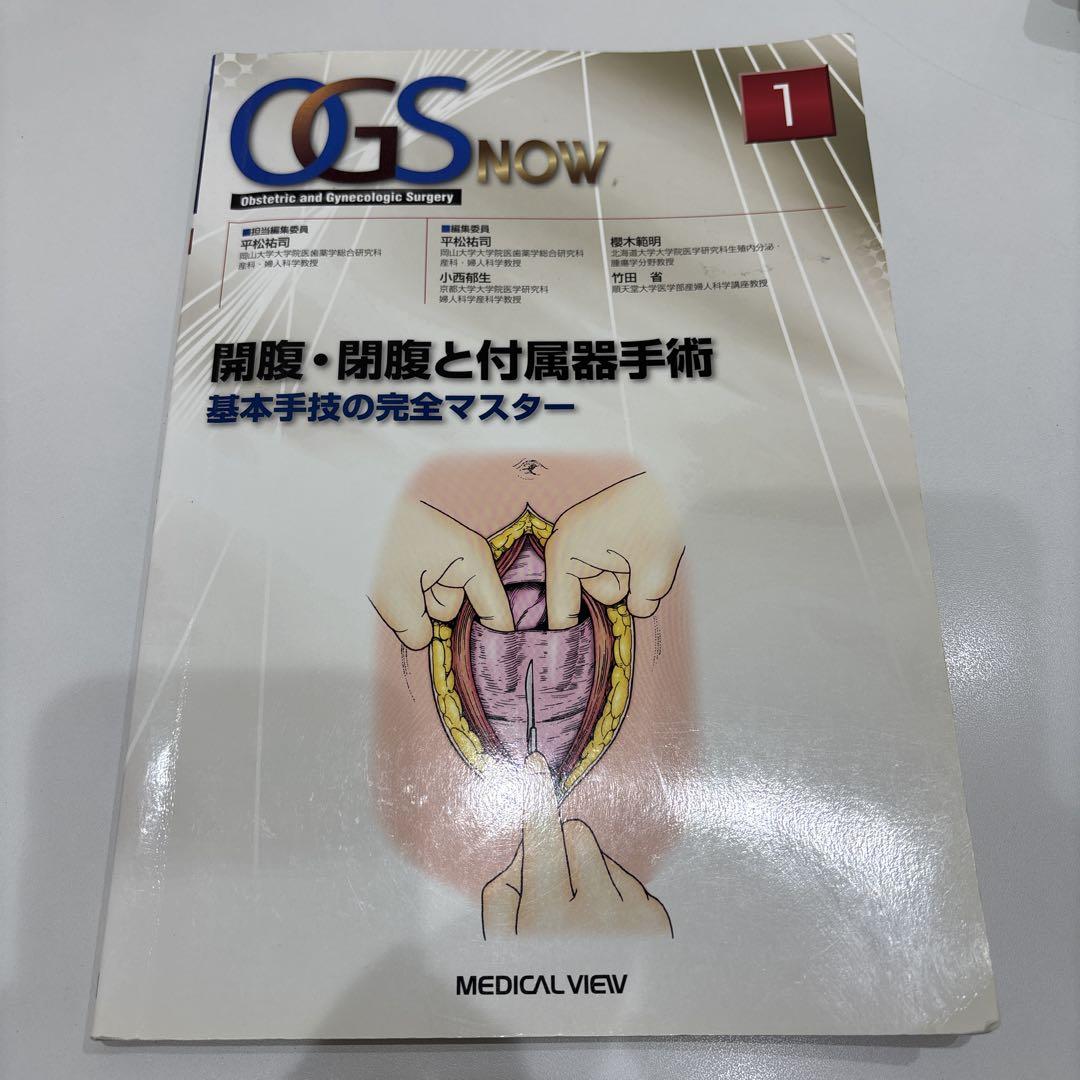 OGS NOW
1
Obstetric and Gynecologic Surgery
■担当編集委員
平松祐司
岡山大学大学院医歯薬学総合研究科
産科・婦人科学教授
■編集委員
平松祐司
岡山大学大学院医歯薬学総合研究科
産科・婦人科学教授
小西郁生
京都大学大学院医学研究科
婦人科学産科学教授
櫻木範明
北海道大学大学院医学研究科生殖内分泌・
腫瘍学分野教授
竹田 省
順天堂大学医学部産婦人科学講座教授
開腹・閉腹と付属器手術
基本手技の完全マスター
MEDICAL VIEW